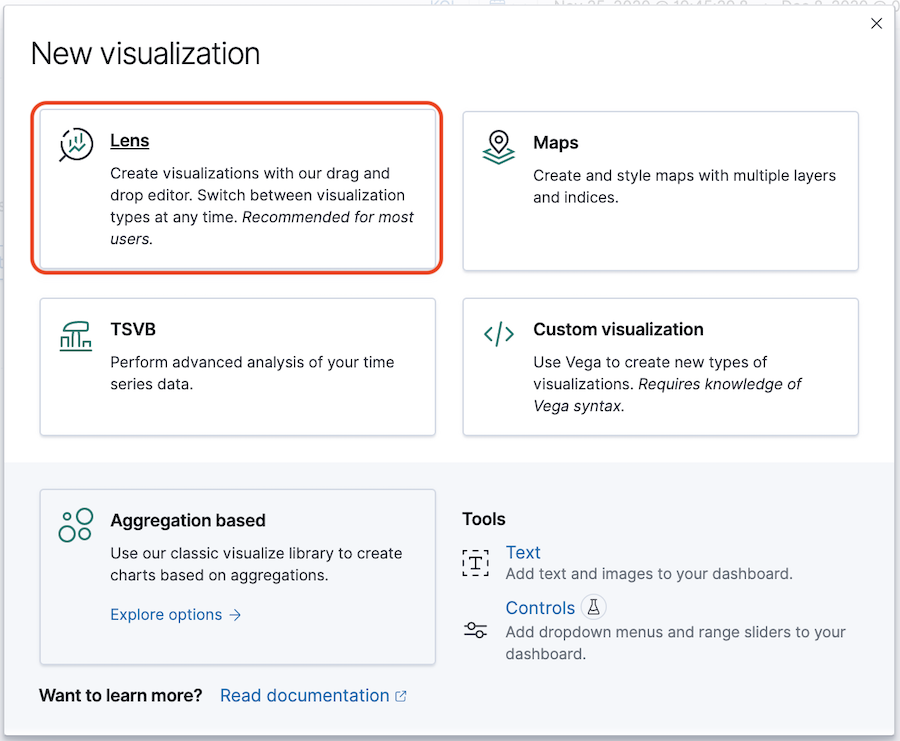 New visualization
Lens
Create visualizations with our drag and
drop editor. Switch between visualization
types at any time. Recommended for most
users.
Maps
Create and style maps with multiple layers
and indices.
TSVB
Perform advanced analysis of your time
series data.
Custom visualization
Use Vega to create new types of
visualizations. Requires knowledge of
Vega syntax.
Aggregation based
Use our classic visualize library to create
charts based on aggregations.
Explore options →
Tools
Text
Add text and images to your dashboard.
Controls
Add dropdown menus and range sliders to your
dashboard.
Want to learn more? Read documentation